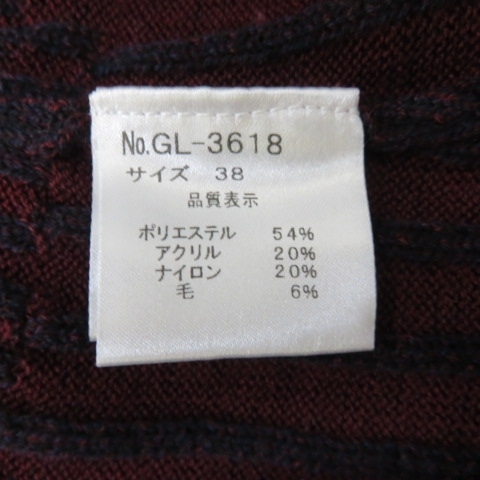 No.GL-3618
サイズ 38
品質表示
ポリエステル 54%
アクリル 20%
ナイロン 20%
毛 6%